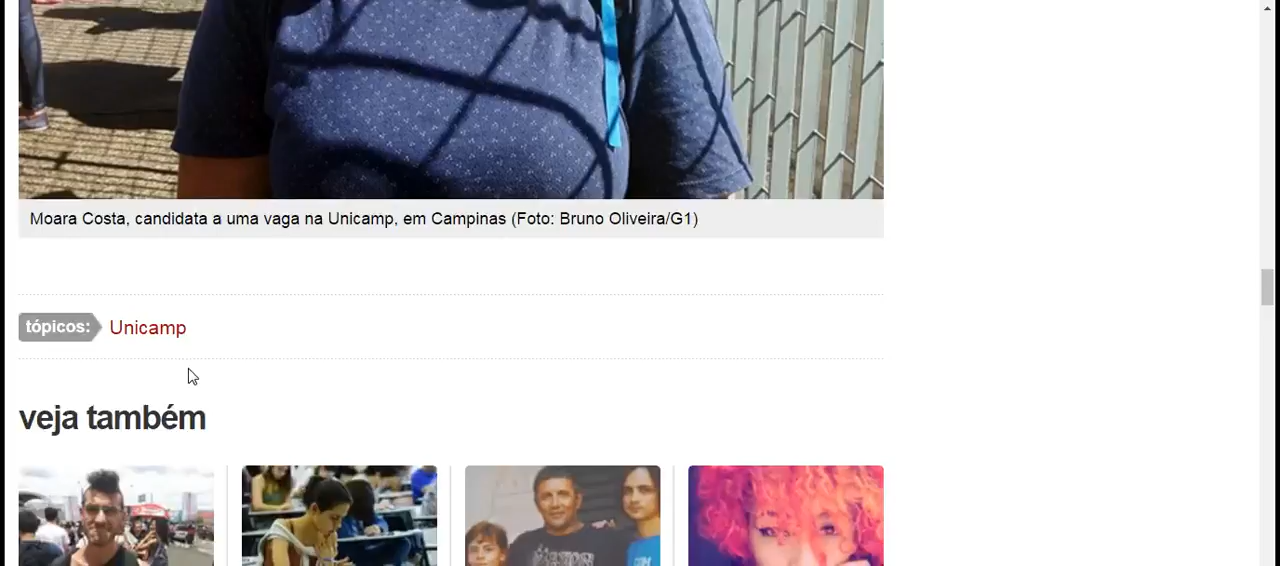 Moara Costa, candidata a uma vaga na Unicamp, em Campinas (Foto: Bruno Oliveira/G1)
tópicos: Unicamp
veja também